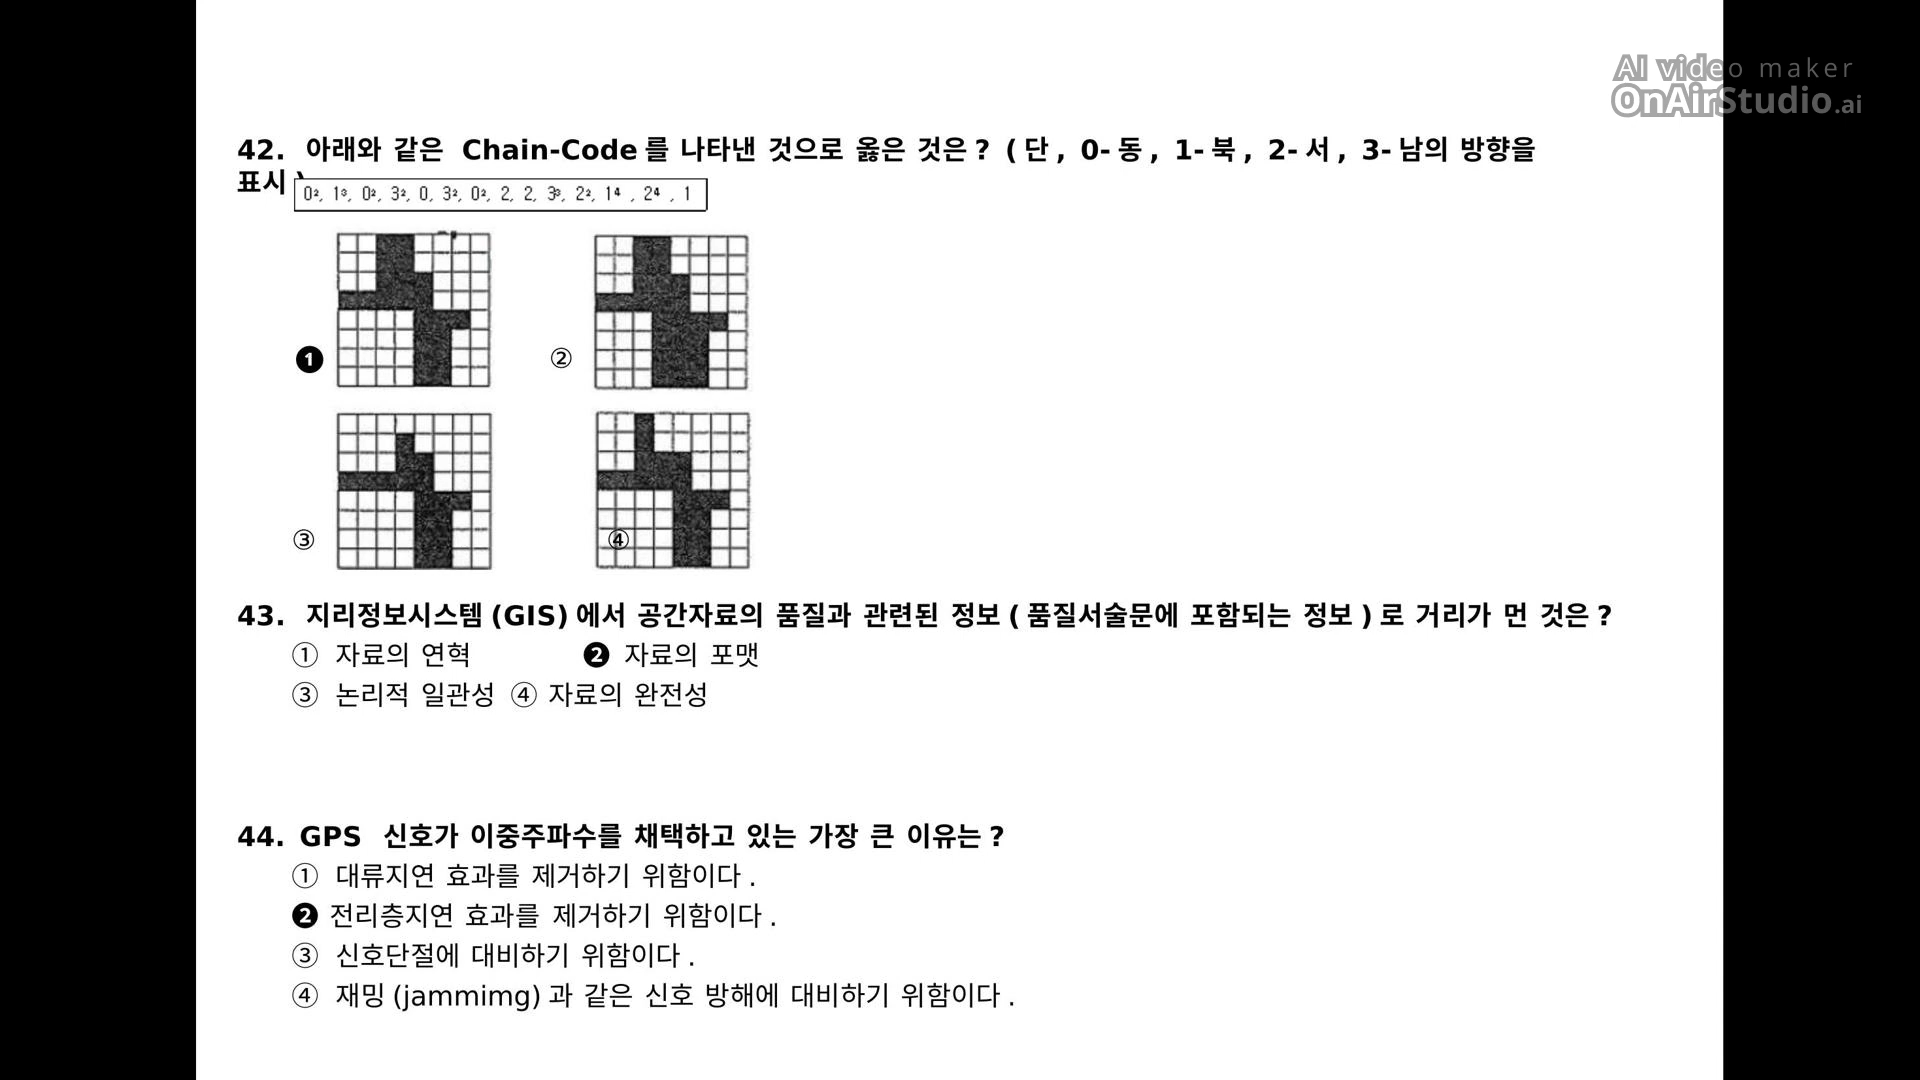 AI video maker
OnAirStudio.ai
42. 아래와 같은 Chain-Code를 나타낸 것으로 옳은 것은? (단, 0-동, 1-북, 2-서, 3-남의 방향을
표시)
0², 1³, 0², 3², 0, 3², 0², 2, 2, 3³, 2², 1⁴ , 2⁴ , 1
❶ ②
③ ④
43. 지리정보시스템(GIS)에서 공간자료의 품질과 관련된 정보(품질서술문에 포함되는 정보)로 거리가 먼 것은?
① 자료의 연혁 ❷ 자료의 포맷
③ 논리적 일관성 ④ 자료의 완전성
44. GPS 신호가 이중주파수를 채택하고 있는 가장 큰 이유는?
① 대류지연 효과를 제거하기 위함이다.
❷ 전리층지연 효과를 제거하기 위함이다.
③ 신호단절에 대비하기 위함이다.
④ 재밍(jammimg)과 같은 신호 방해에 대비하기 위함이다.